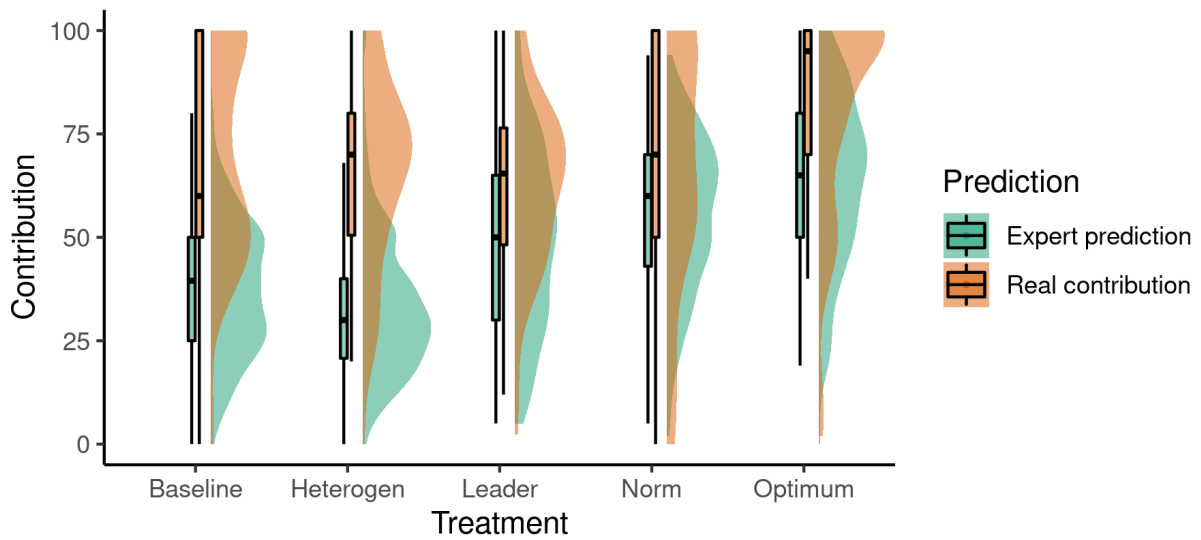 Contribution
100
75
50
25
0
Baseline
Heterogen
Leader
Norm
Optimum
Treatment
Prediction
Expert prediction
Real contribution